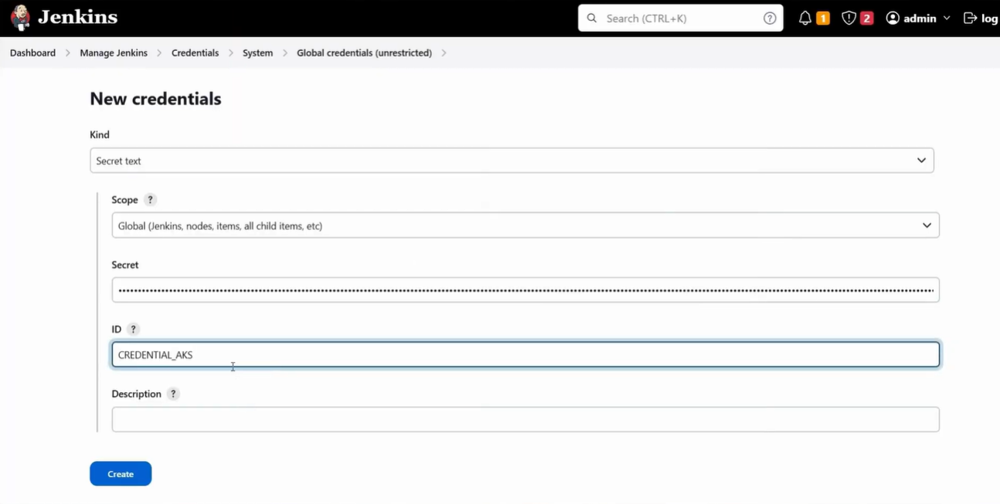 Jenkins
Search (CTRL+K) ?
1
2
admin
log
Dashboard > Manage Jenkins > Credentials > System > Global credentials (unrestricted) >
New credentials
Kind
Secret text
Scope ?
Global (Jenkins, nodes, items, all child items, etc)
Secret
ID ?
CREDENTIAL_AKS
Description ?
Create